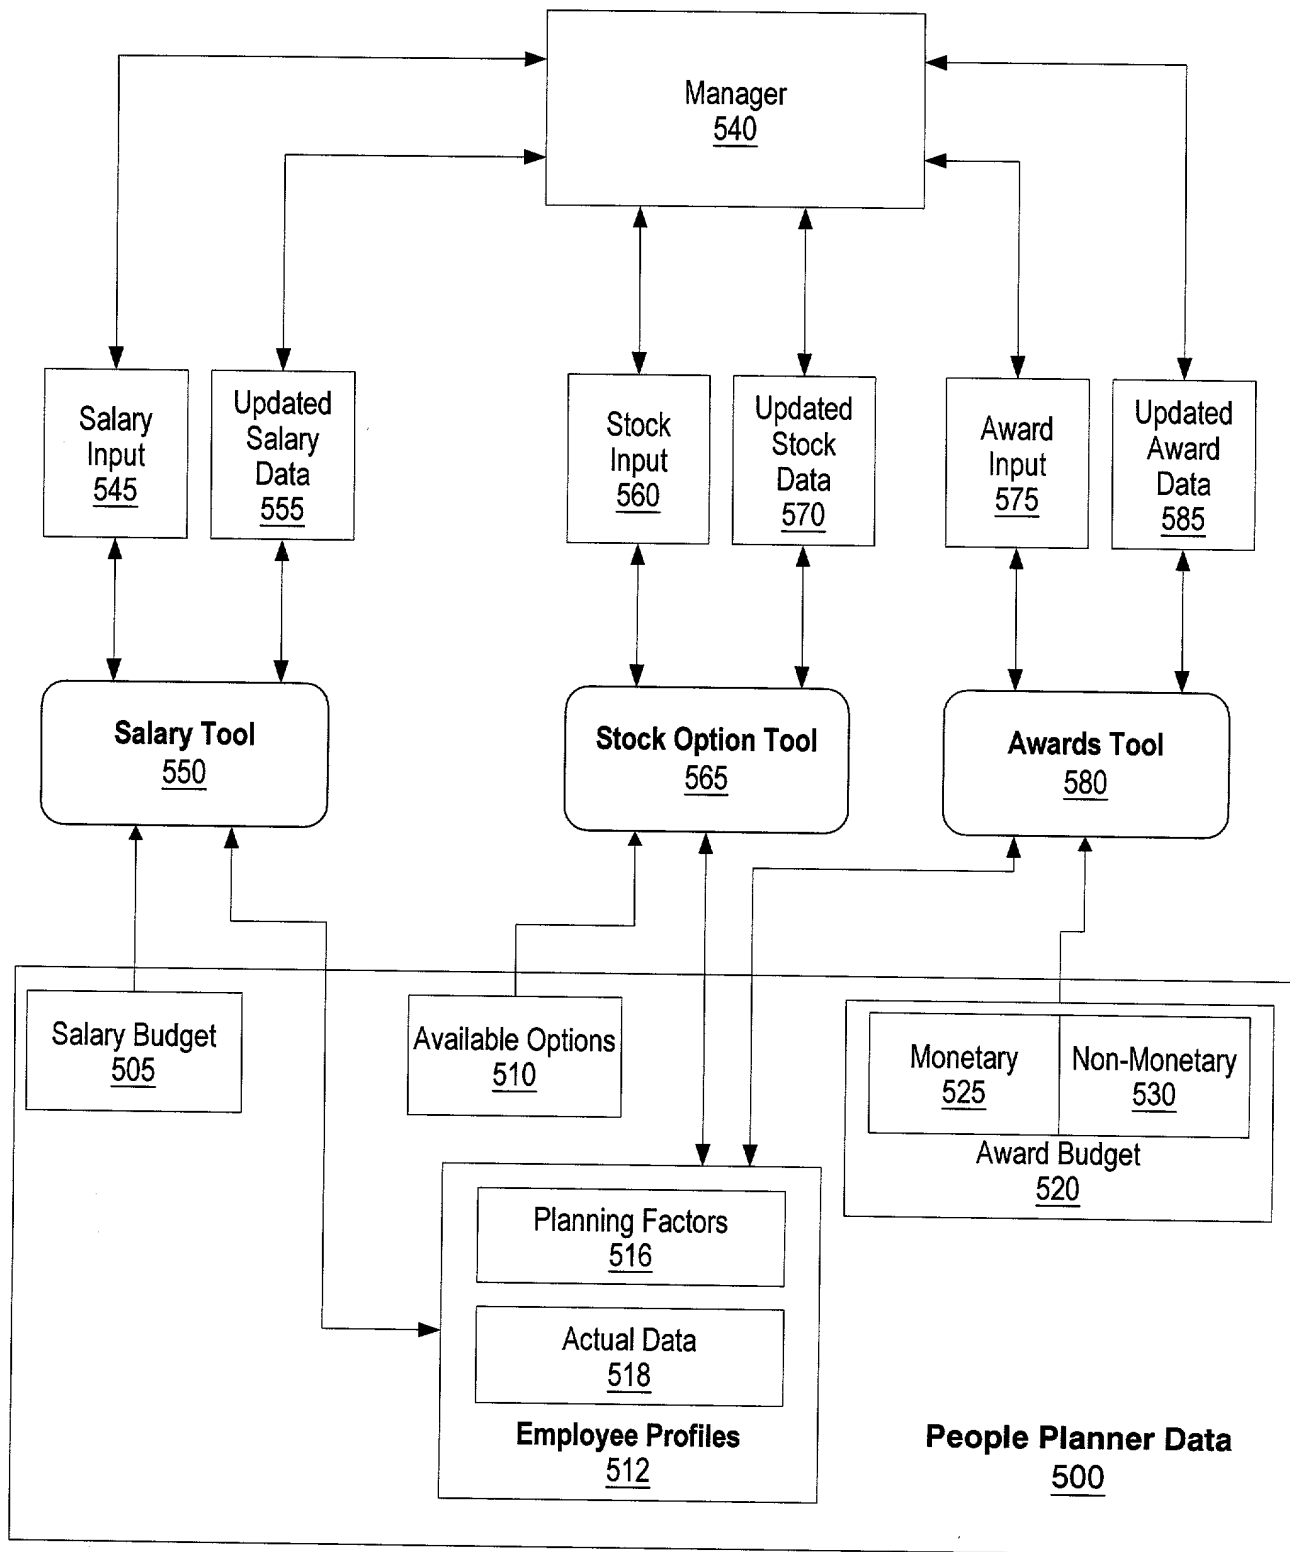 Manager
540
Salary
Input
545
Updated
Salary
Data
555
Stock
Input
560
Updated
Stock
Data
570
Award
Input
575
Updated
Award
Data
585
Salary Tool
550
Stock Option Tool
565
Awards Tool
580
Salary Budget
505
Available Options
510
Monetary
525
Non-Monetary
530
Award Budget
520
Planning Factors
516
Actual Data
518
Employee Profiles
512
People Planner Data
500